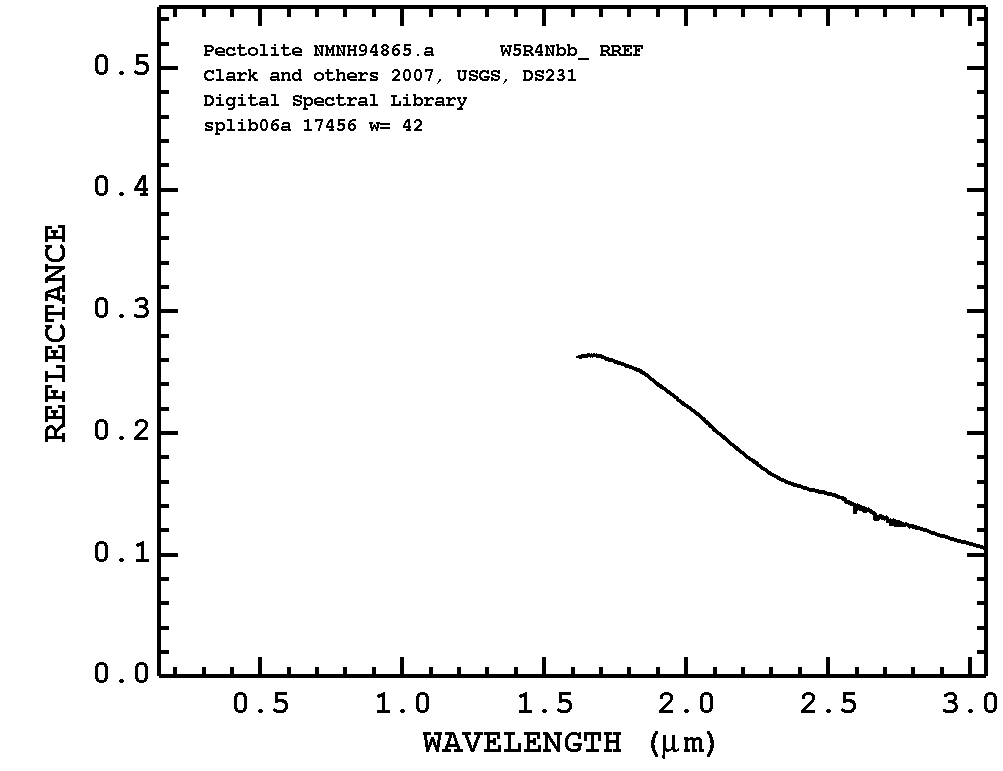 Pectolite NMNH94865.a W5R4Nbb_ RREF
Clark and others 2007, USGS, DS231
Digital Spectral Library
splib06a 17456 w= 42
0.5
0.4
0.3
0.2
0.1
0.0
REFLECTANCE
0.5 1.0 1.5 2.0 2.5 3.0
WAVELENGTH (μm)